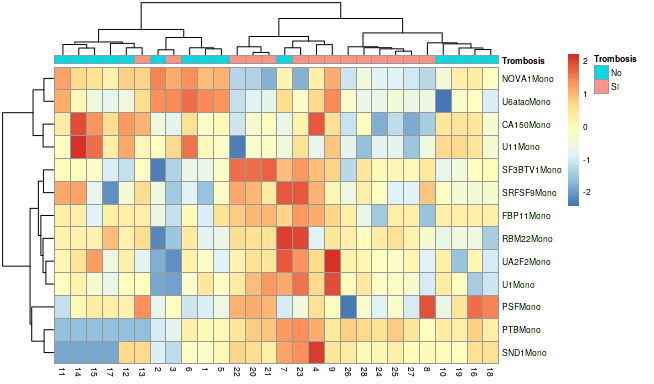 Trombosis
NOVA1Mono
U6atacMono
CA150Mono
U11Mono
SF3BTV1Mono
SRFSF9Mono
FBP11Mono
RBM22Mono
UA2F2Mono
U1Mono
PSFMono
PTBMono
SND1Mono
11 14 15 17 12 13 2 3 6 1 5 22 20 21 7 23 4 9 26 28 24 25 27 8 10 19 16 18
2
1
0
-1
-2
Trombosis
No
SI